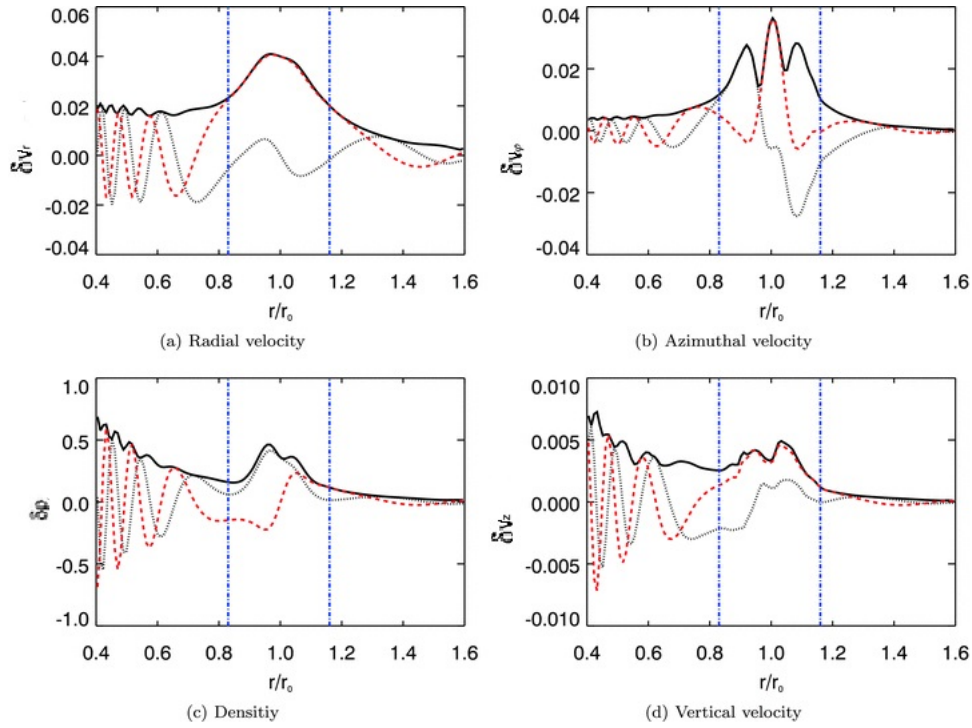 0.06
0.04
0.02
0.00
-0.02
-0.04
δv_r
0.4 0.6 0.8 1.0 1.2 1.4 1.6
r/r₀
(a) Radial velocity
0.04
0.02
0.00
-0.02
-0.04
δv_φ
0.4 0.6 0.8 1.0 1.2 1.4 1.6
r/r₀
(b) Azimuthal velocity
1.0
0.5
0.0
-0.5
-1.0
δρ
0.4 0.6 0.8 1.0 1.2 1.4 1.6
r/r₀
(c) Densitiy
0.010
0.005
0.000
-0.005
-0.010
δv_z
0.4 0.6 0.8 1.0 1.2 1.4 1.6
r/r₀
(d) Vertical velocity